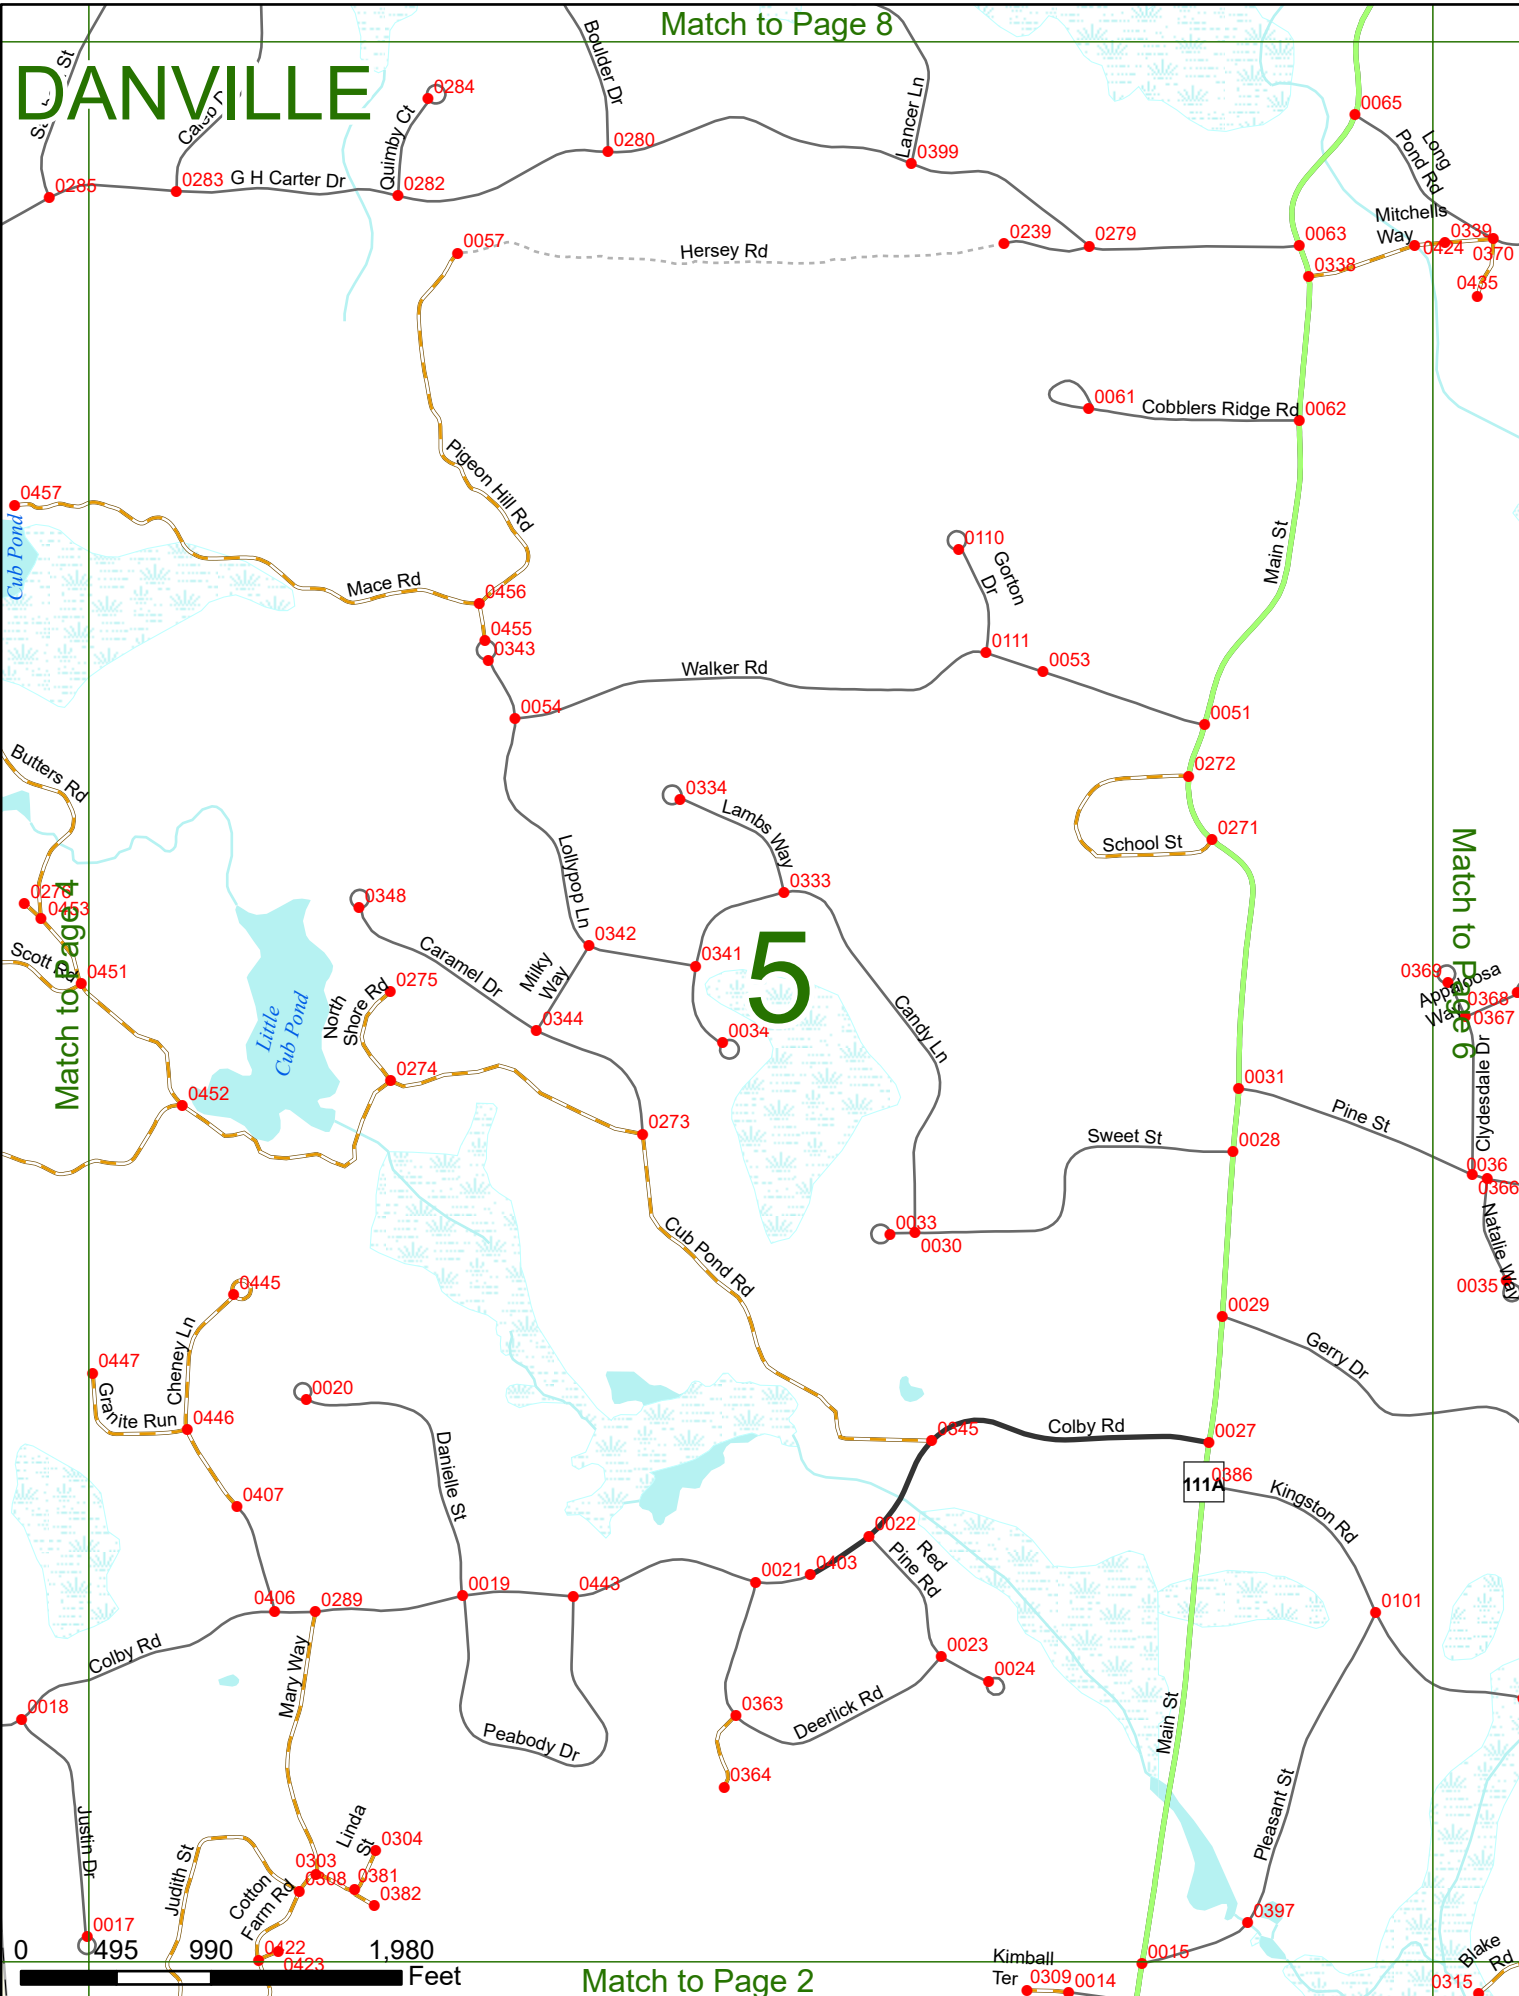 Match to Page 8
DANVILLE
Boulder Dr
Lancer Ln
Quimby Ct
G H Carter Dr
0284
0280
0399
0065
Long
Pond Rd
0285
0283
0282
Mitchells
Way
0057
Hersey Rd
0239
0279
0063
0338
0424
0339
0370
0435
0061
Cobblers Ridge Rd
0062
Pigeon Hill Rd
0457
Cub Pond
Mace Rd
0456
0455
0343
0110
Gorton
Dr
Main St
0111
0053
Walker Rd
0054
0051
0272
Butters Rd
0334
Lambs Way
School St
0271
Lollypop Ln
0333
0276
0453
0348
Match to Page 4
Scott Rd
0451
Caramel Dr
Milky
Way
0342
0341
5
Candy Ln
Match to Page 6
0369
Appaloosa
Way
0368
0367
Little
Cub Pond
North
Shore Rd
0275
0344
0034
0274
0452
0273
0031
Pine St
Clydesdale Dr
Sweet St
0028
0036
0366
Natalie Way
0035
0033
0030
Cub Pond Rd
0445
Cheney Ln
0029
Gerry Dr
0447
Granite Run
0446
0020
Danielle St
0345
Colby Rd
0027
111A
0386
Kingston Rd
0407
0022
Red
Pine Rd
0021
0403
0019
0443
0406
0289
0101
Colby Rd
Mary Way
0023
0024
0018
Peabody Dr
0363
Deerlick Rd
Main St
0364
Justin Dr
Judith St
Linda
St
0304
Pleasant St
0303
0308
0381
0382
Cotton
Farm Rd
0397
0017
0422
0423
0015
Kimball
Ter
0309
0014
Blake
Rd
0315
0 495 990 1,980
Feet
Match to Page 2